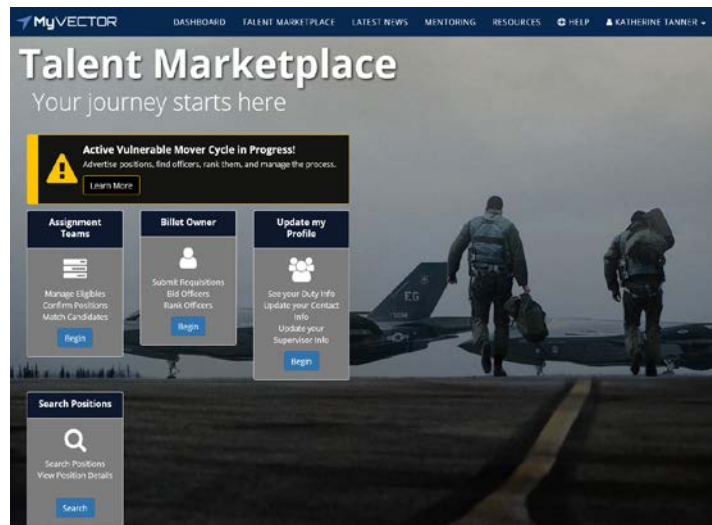 MyVECTOR
DASHBOARD TALENT MARKETPLACE LATEST NEWS MENTORING RESOURCES HELP KATHERINE TANNER
Talent Marketplace
Your journey starts here
Active Vulnerable Mover Cycle in Progress!
Advertise positions, find officers, rank them, and manage the process.
Learn More
Assignment
Teams
Manage Eligibles
Confirm Positions
Match Candidates
Begin
Billet Owner
Submit Requisitions
Bid Officers
Rank Officers
Begin
Update my
Profile
See your Duty Info
Update your Contact
Info
Update your
Supervisor Info
Begin
EG
Search Positions
Search Positions
View Position Details
Search